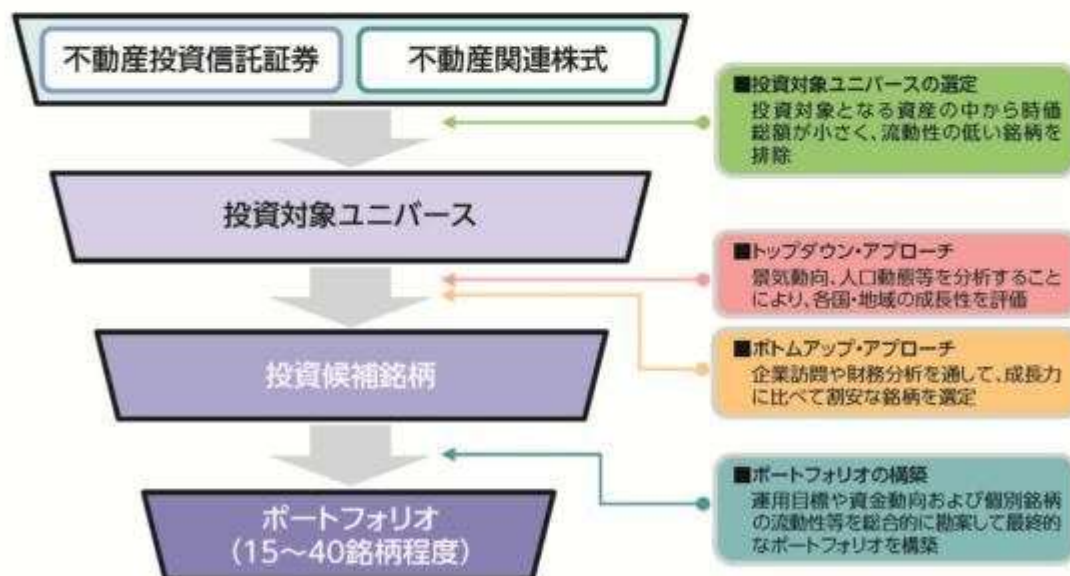 不動産投資信託証券
不動産関連株式
■投資対象ユニバースの選定
投資対象となる資産の中から時価
総額が小さく、流動性の低い銘柄を
排除
投資対象ユニバース
■トップダウン・アプローチ
景気動向、人口動態等を分析すること
により、各国・地域の成長性を評価
■ボトムアップ・アプローチ
企業訪問や財務分析を通して、成長力
に比べて割安な銘柄を選定
投資候補銘柄
■ポートフォリオの構築
運用目標や資金動向および個別銘柄
の流動性等を総合的に勘案して最終的
なポートフォリオを構築
ポートフォリオ
（15～40銘柄程度）